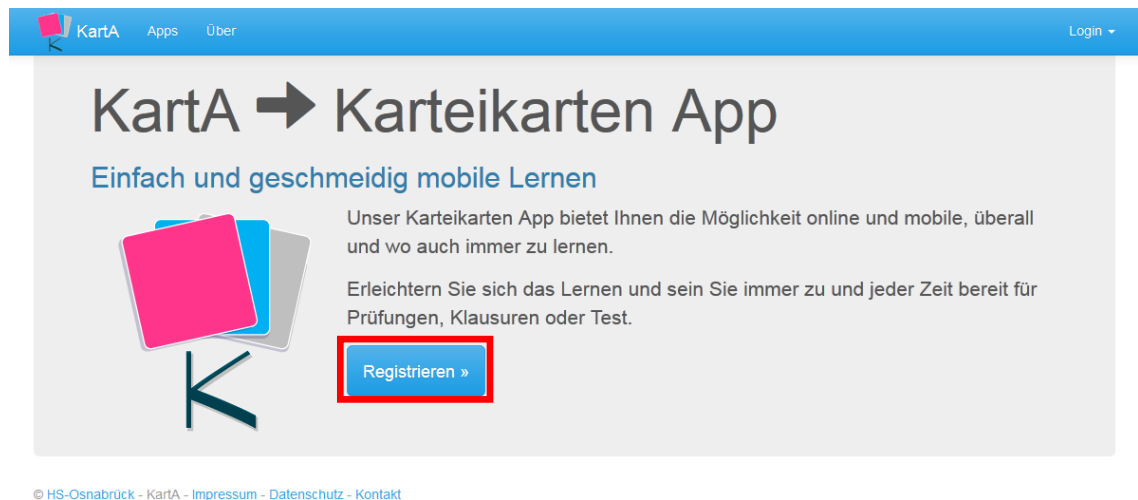 KartA Apps Über Login
KartA → Karteikarten App
Einfach und geschmeidig mobile Lernen
Unser Karteikarten App bietet Ihnen die Möglichkeit online und mobile, überall
und wo auch immer zu lernen.
Erleichtern Sie sich das Lernen und sein Sie immer zu und jeder Zeit bereit für
Prüfungen, Klausuren oder Test.
Registrieren »
K
© HS-Osnabrück - KartA - Impressum - Datenschutz - Kontakt